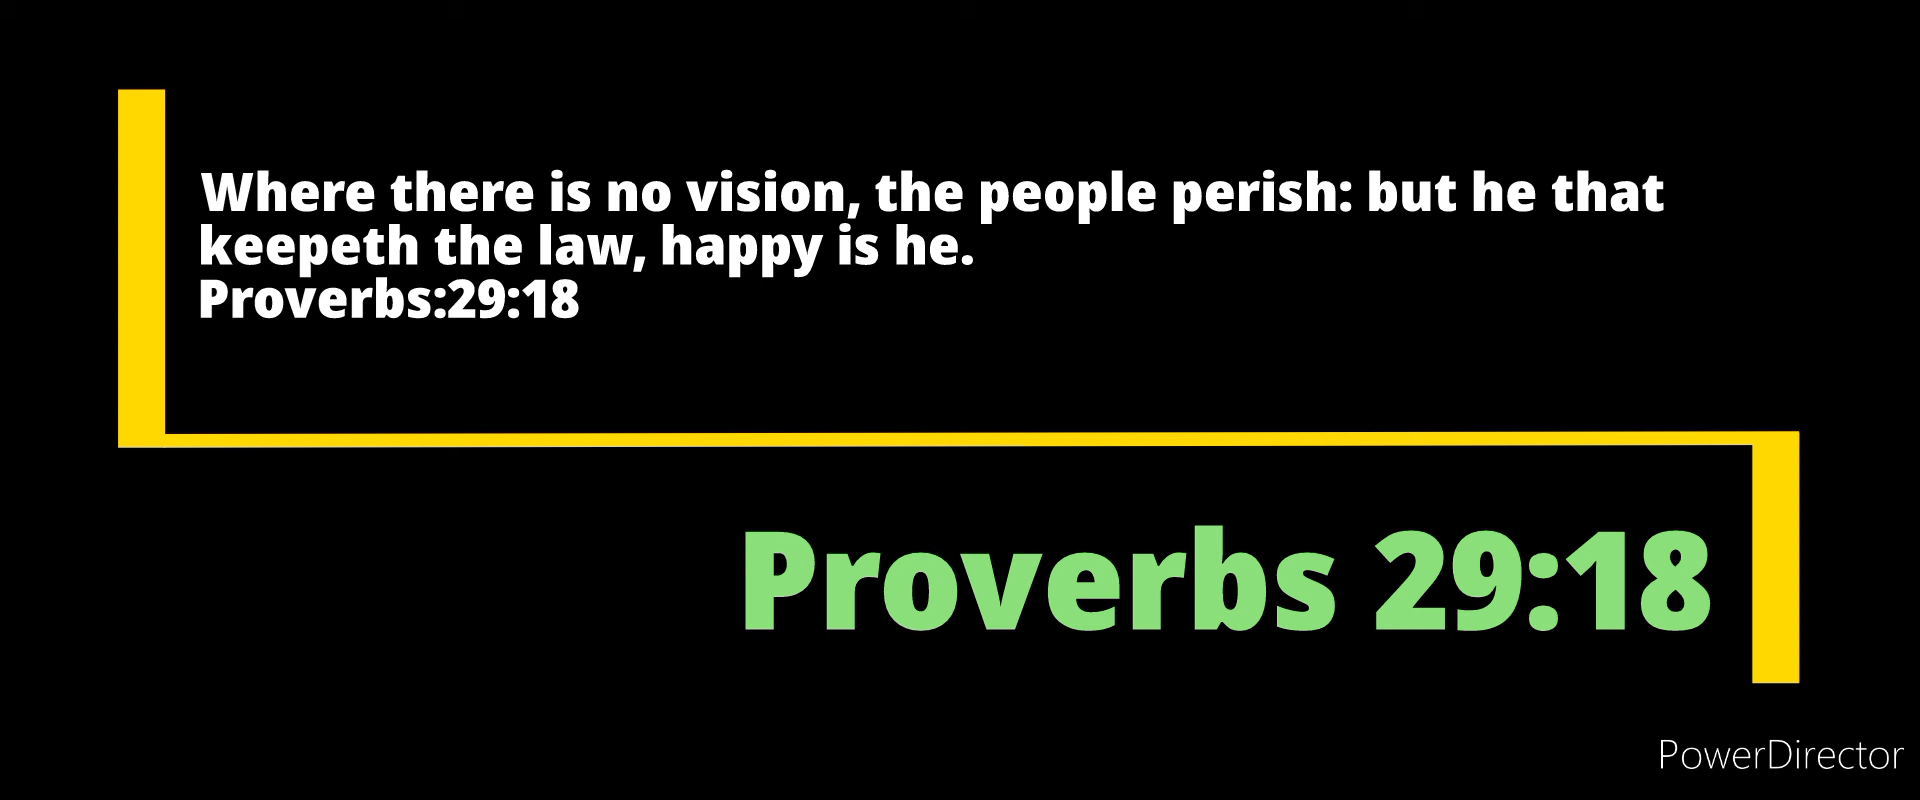 Where there is no vision, the people perish: but he that
keepeth the law, happy is he.
Proverbs:29:18
Proverbs 29:18
PowerDirector